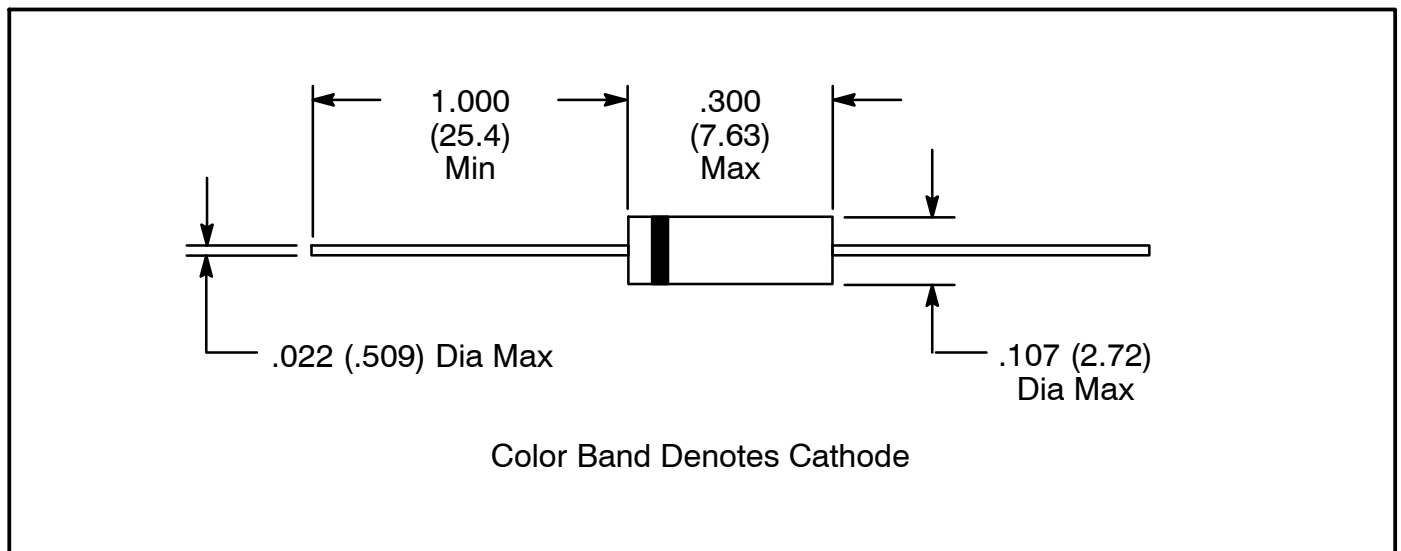 1.000
(25.4)
Min
.300
(7.63)
Max
.022 (.509) Dia Max
.107 (2.72)
Dia Max
Color Band Denotes Cathode